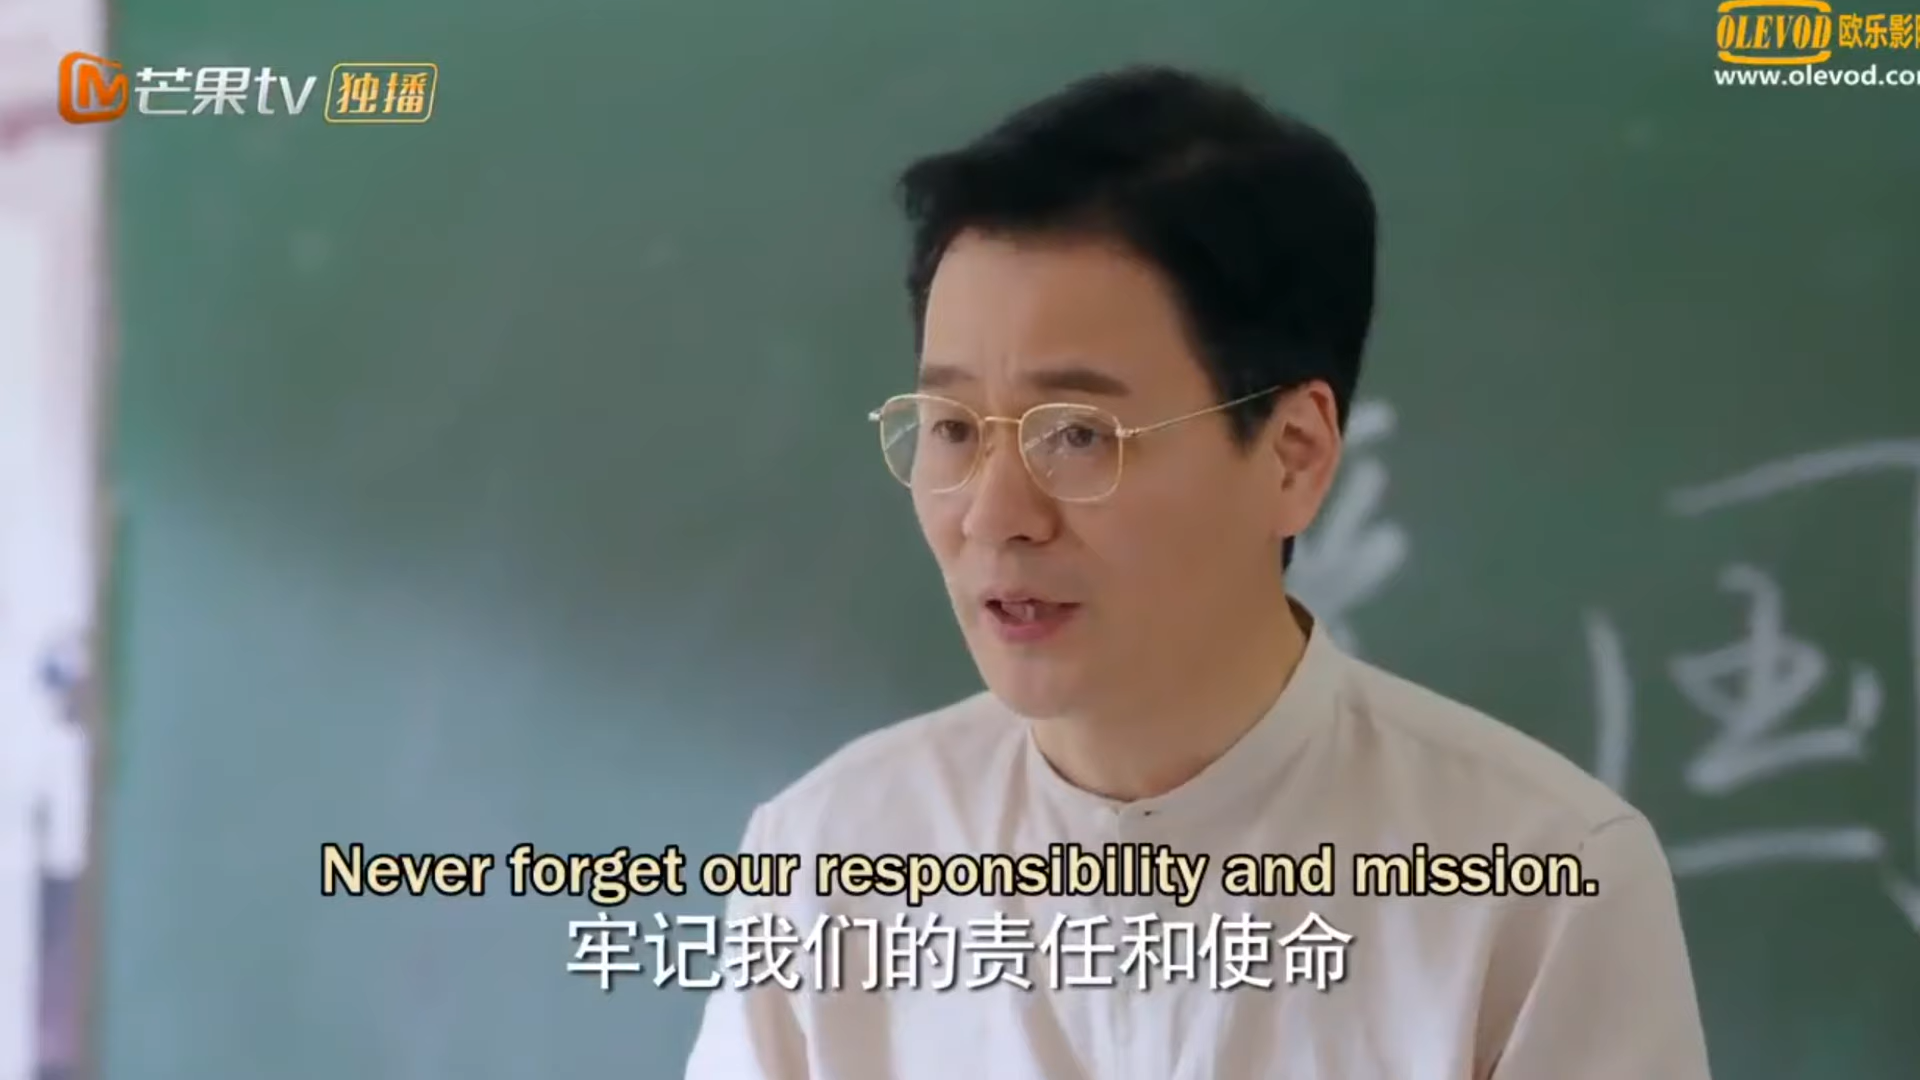 芒果tv 独播
OLEVOD 欧乐影
www.olevod.co
Never forget our responsibility and mission.
牢记我们的责任和使命
国